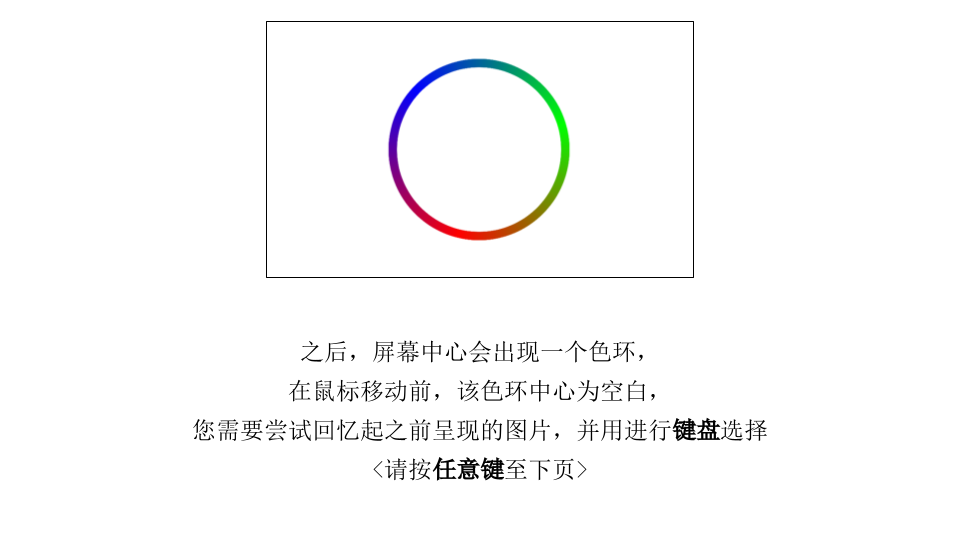 之后，屏幕中心会出现一个色环，
在鼠标移动前，该色环中心为空白，
您需要尝试回忆起之前呈现的图片，并用进行键盘选择
<请按任意键至下页>